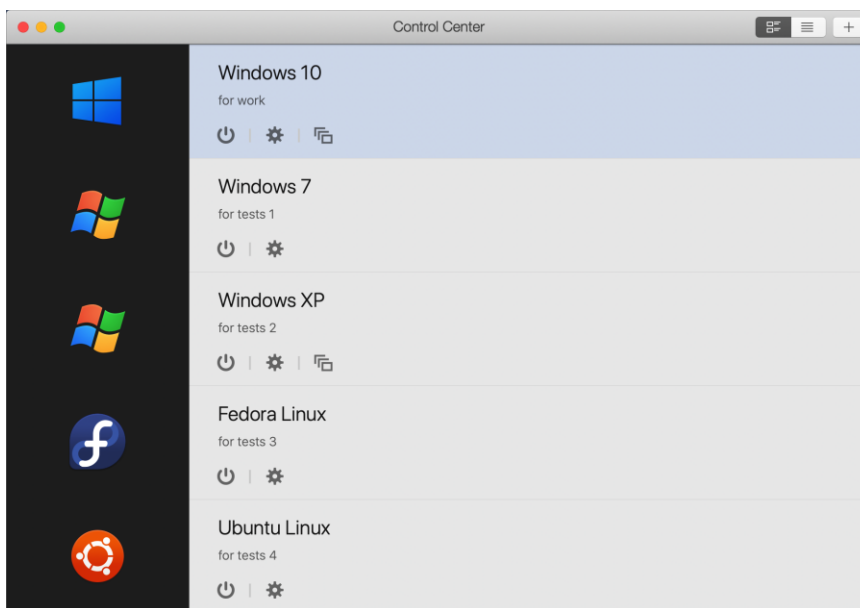 Control Center
Windows 10
for work
Windows 7
for tests 1
Windows XP
for tests 2
Fedora Linux
for tests 3
Ubuntu Linux
for tests 4